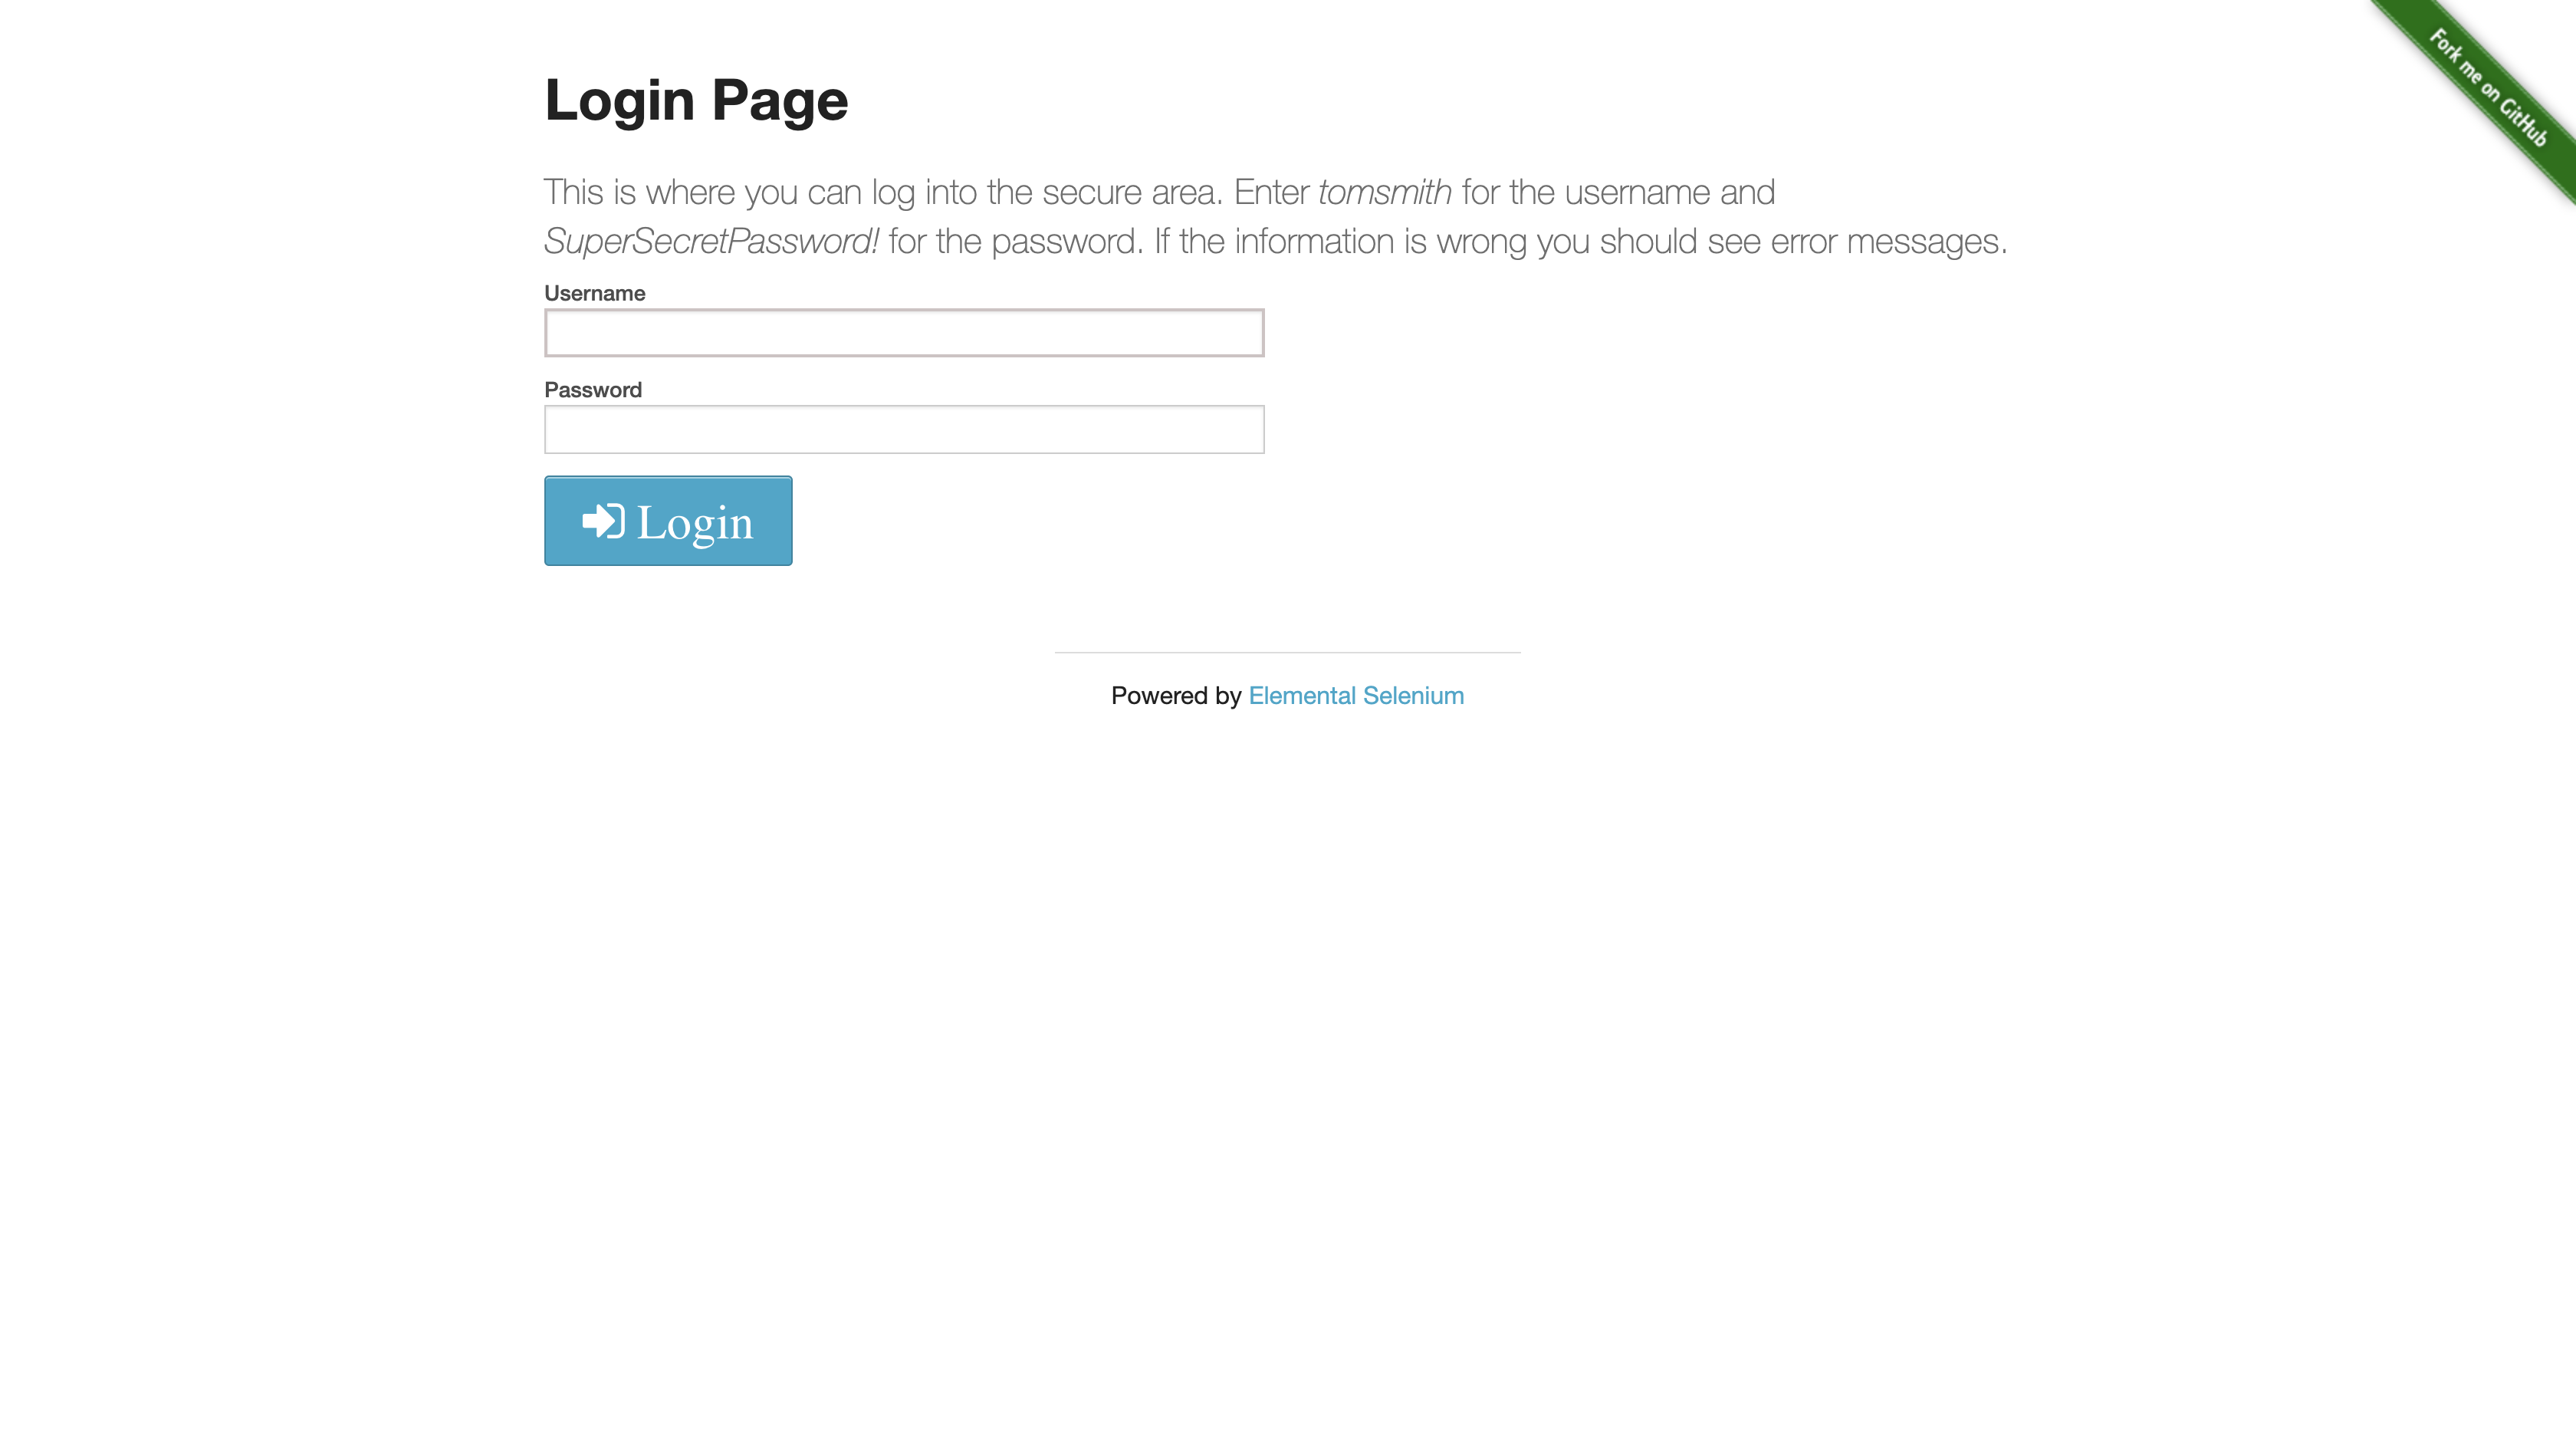 Fork me on GitHub
Login Page
This is where you can log into the secure area. Enter tomsmith for the username and
SuperSecretPassword! for the password. If the information is wrong you should see error messages.
Username
Password
Login
Powered by Elemental Selenium